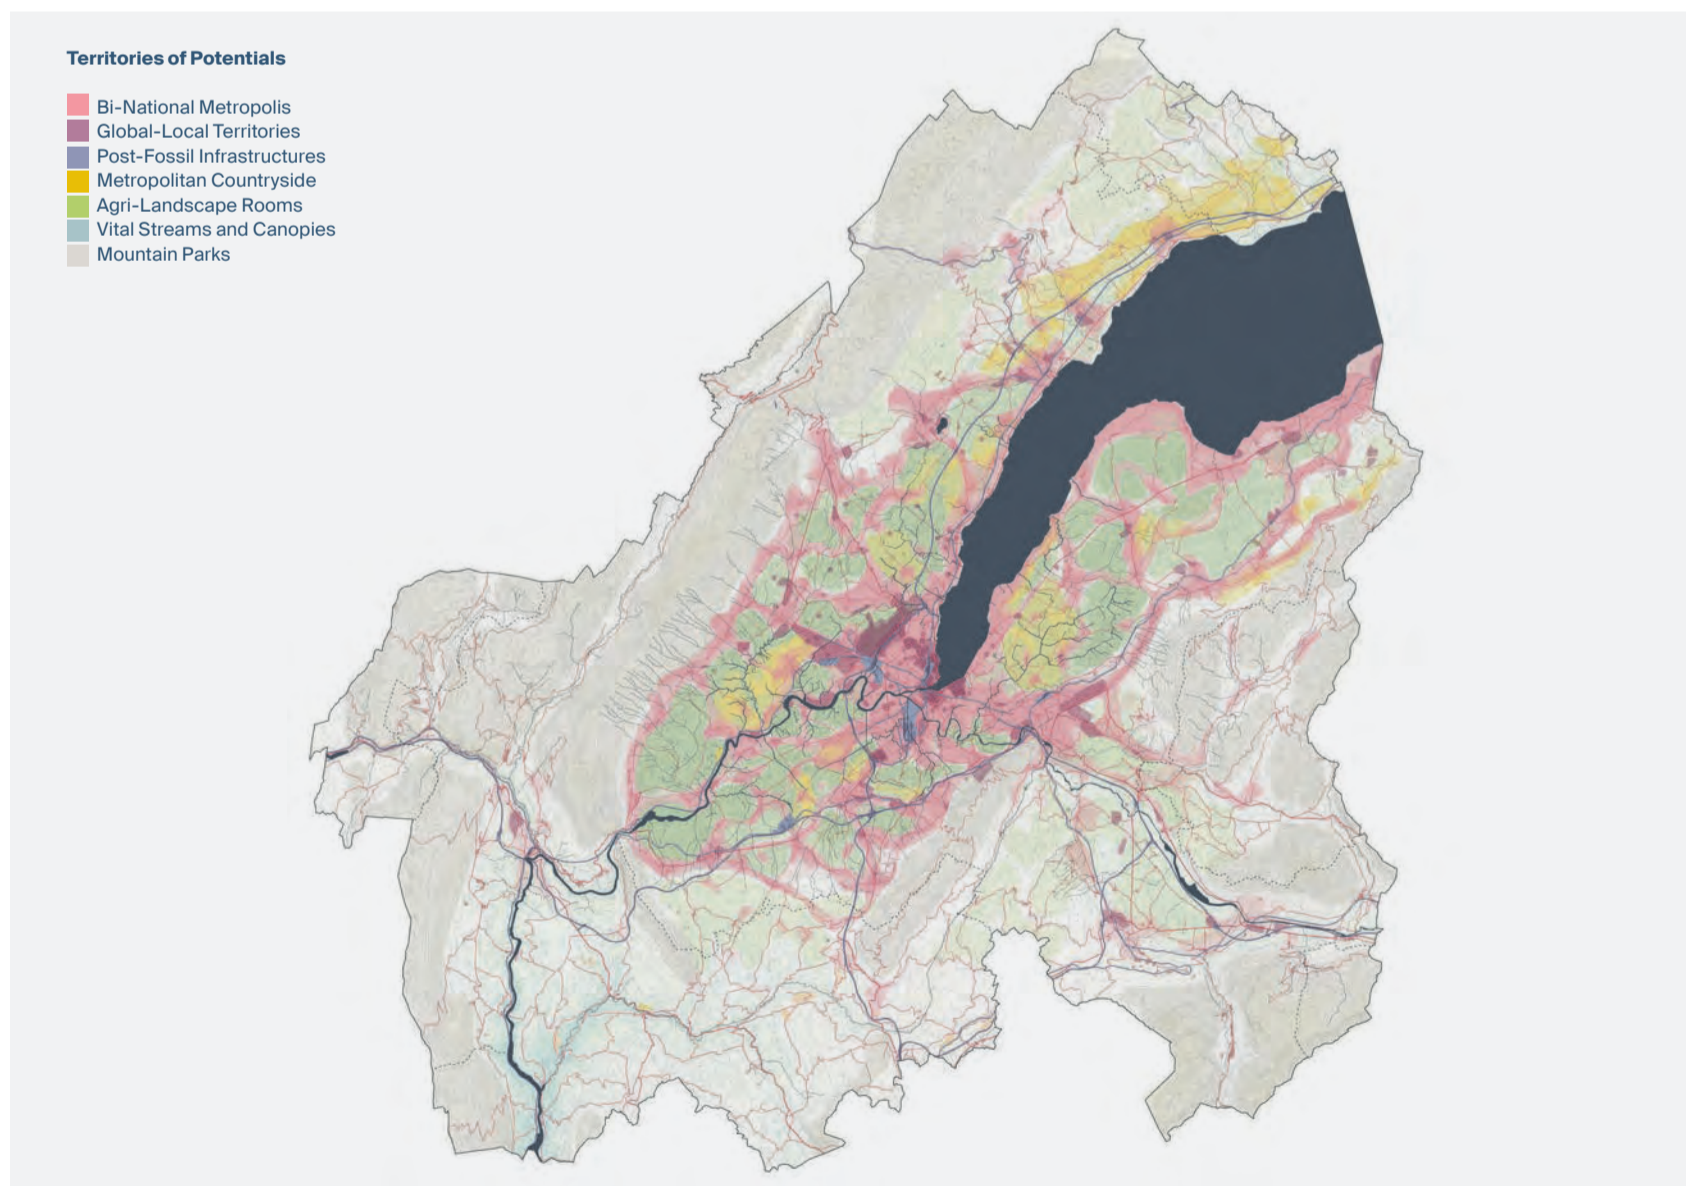 Territories of Potentials
Bi-National Metropolis
Global-Local Territories
Post-Fossil Infrastructures
Metropolitan Countryside
Agri-Landscape Rooms
Vital Streams and Canopies
Mountain Parks